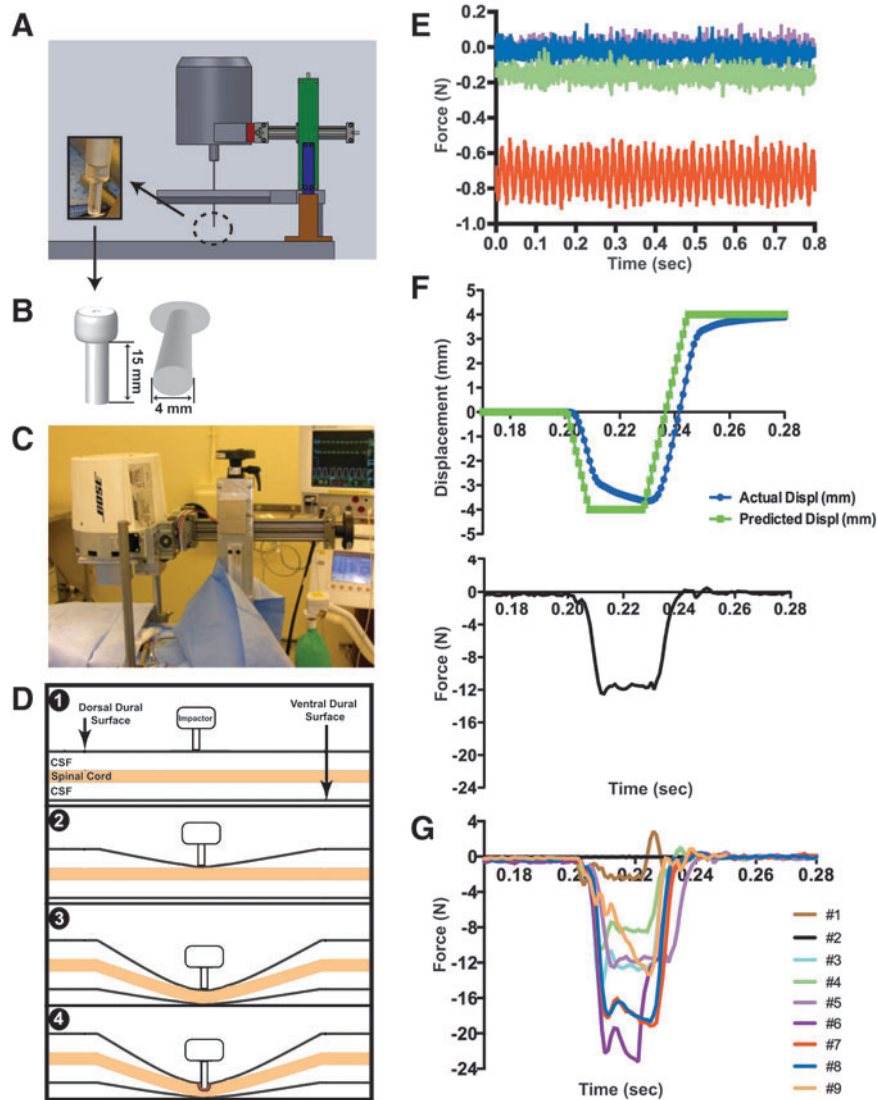 A
B
15 mm
4 mm
C
BOSE
D
1
Dorsal Dural
Surface
Impactor
Ventral Dural
Surface
CSF
Spinal Cord
CSF
2
3
4
E
Force (N)
0.2
0.0
-0.2
-0.4
-0.6
-0.8
-1.0
0.0 0.1 0.2 0.3 0.4 0.5 0.6 0.7 0.8
Time (sec)
F
Displacement (mm)
4
3
2
1
0
-1
-2
-3
-4
-5
0.18 0.20 0.22 0.24 0.26 0.28
Actual Displ (mm)
Predicted Displ (mm)
Force (N)
4
0
-4
-8
-12
-16
-20
-24
0.18 0.20 0.22 0.24 0.26 0.28
Time (sec)
G
Force (N)
4
0
-4
-8
-12
-16
-20
-24
0.18 0.22 0.24 0.26 0.28
Time (sec)
#1
#2
#3
#4
#5
#6
#7
#8
#9